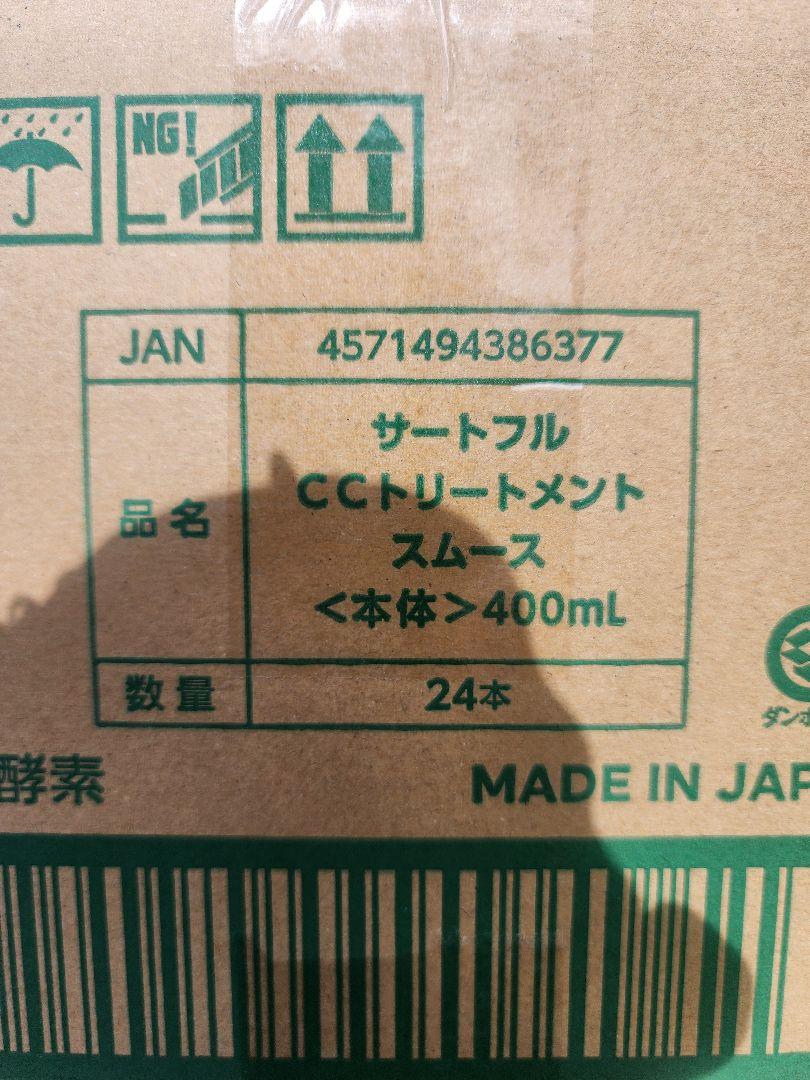 NG!
JAN 4571494386377
品名
サートフル
CCトリートメント
スムース
<本体>400mL
数量 24本
酵素
MADE IN JAP
ダンボ